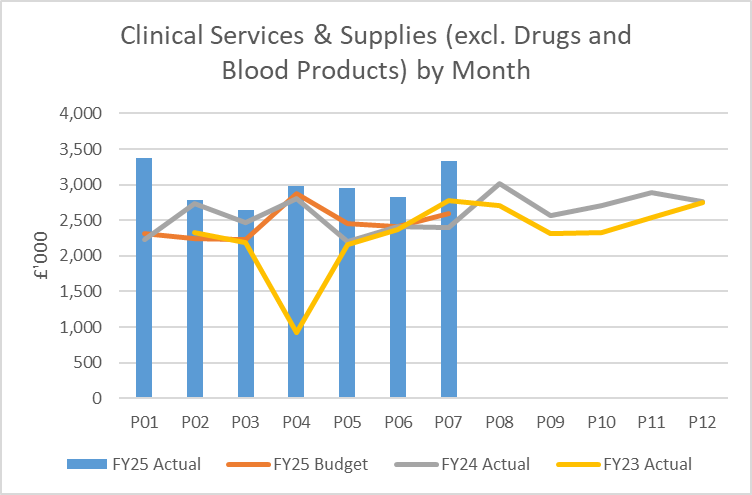 Clinical Services & Supplies (excl. Drugs and
Blood Products) by Month
4,000
3,500
3,000
2,500
2,000
1,500
1,000
500
0
£'000
P01 P02 P03 P04 P05 P06 P07 P08 P09 P10 P11 P12
FY25 Actual FY25 Budget FY24 Actual FY23 Actual